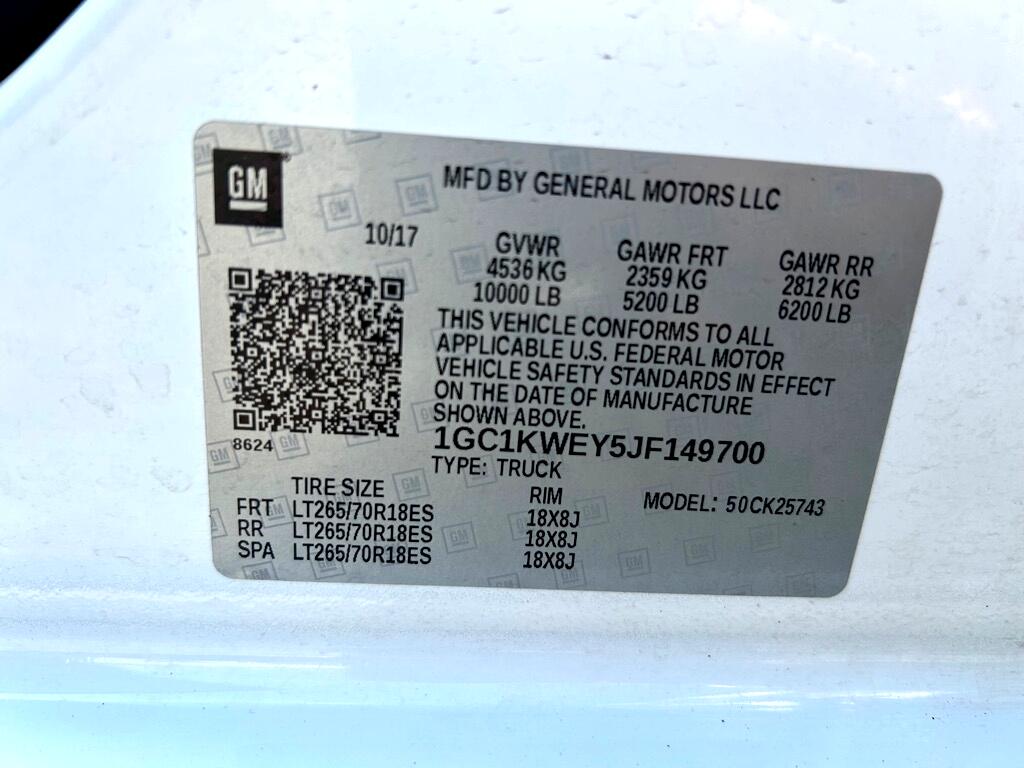 GM
MFD BY GENERAL MOTORS LLC
10/17
GVWR GAWR FRT GAWR RR
4536 KG 2359 KG 2812 KG
10000 LB 5200 LB 6200 LB
THIS VEHICLE CONFORMS TO ALL
APPLICABLE U.S. FEDERAL MOTOR
VEHICLE SAFETY STANDARDS IN EFFECT
ON THE DATE OF MANUFACTURE
SHOWN ABOVE.
8624
1GC1KWEY5JF149700
TYPE: TRUCK
TIRE SIZE RIM MODEL: 50CK25743
FRT LT265/70R18ES 18X8J
RR LT265/70R18ES 18X8J
SPA LT265/70R18ES 18X8J